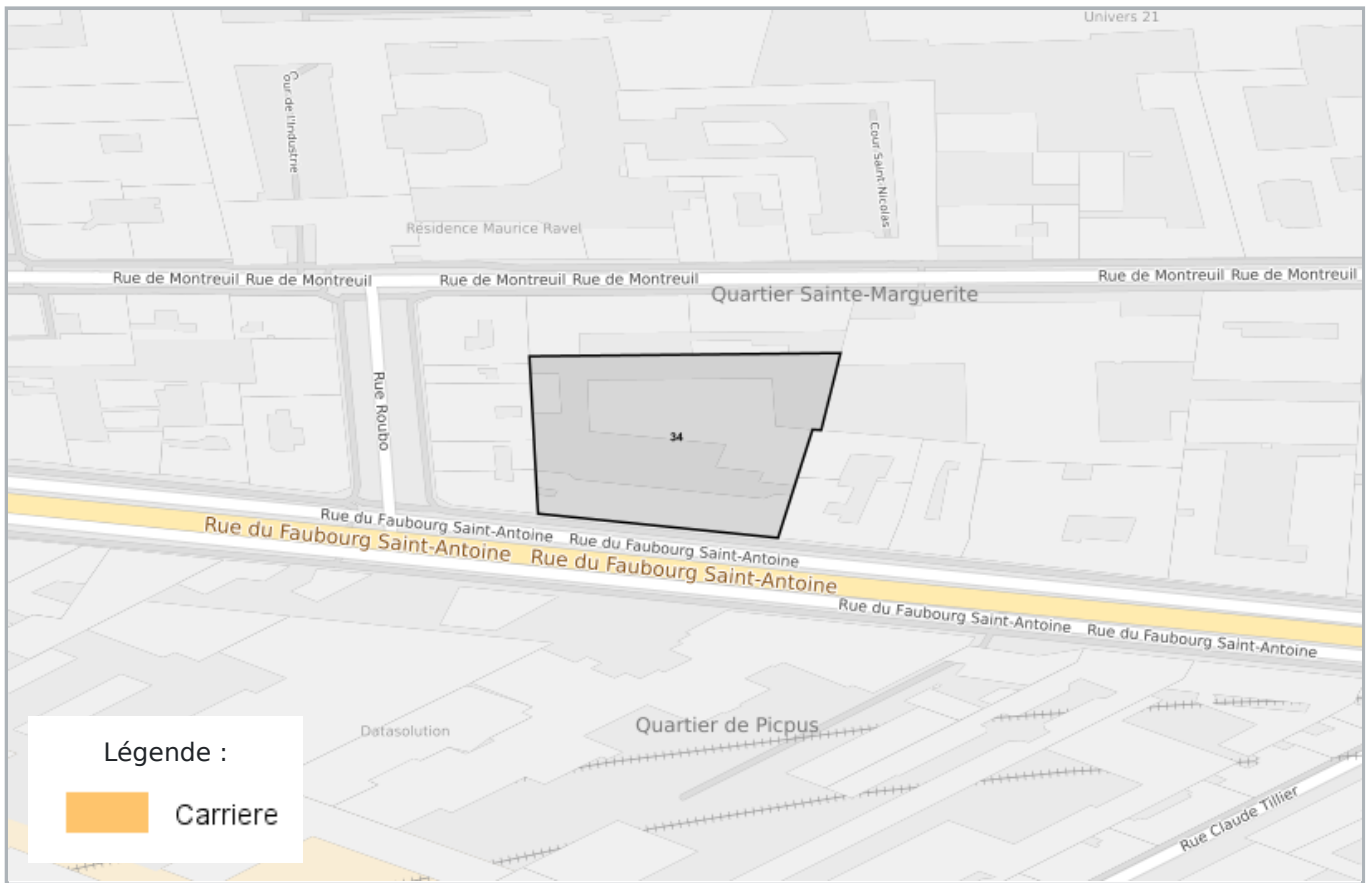 Univers 21
Cour de l'Industrie
Cour Saint-Nicolas
Résidence Maurice Ravel
Rue de Montreuil Rue de Montreuil
Rue de Montreuil Rue de Montreuil
Rue de Montreuil Rue de Montreuil
Quartier Sainte-Marguerite
Rue Roubo
34
Rue du Faubourg Saint-Antoine Rue du Faubourg Saint-Antoine
Rue du Faubourg Saint-Antoine Rue du Faubourg Saint-Antoine
Rue du Faubourg Saint-Antoine Rue du Faubourg Saint-Antoine
Quartier de Picpus
Datasolution
Rue Claude Tillier
Légende :
Carriere